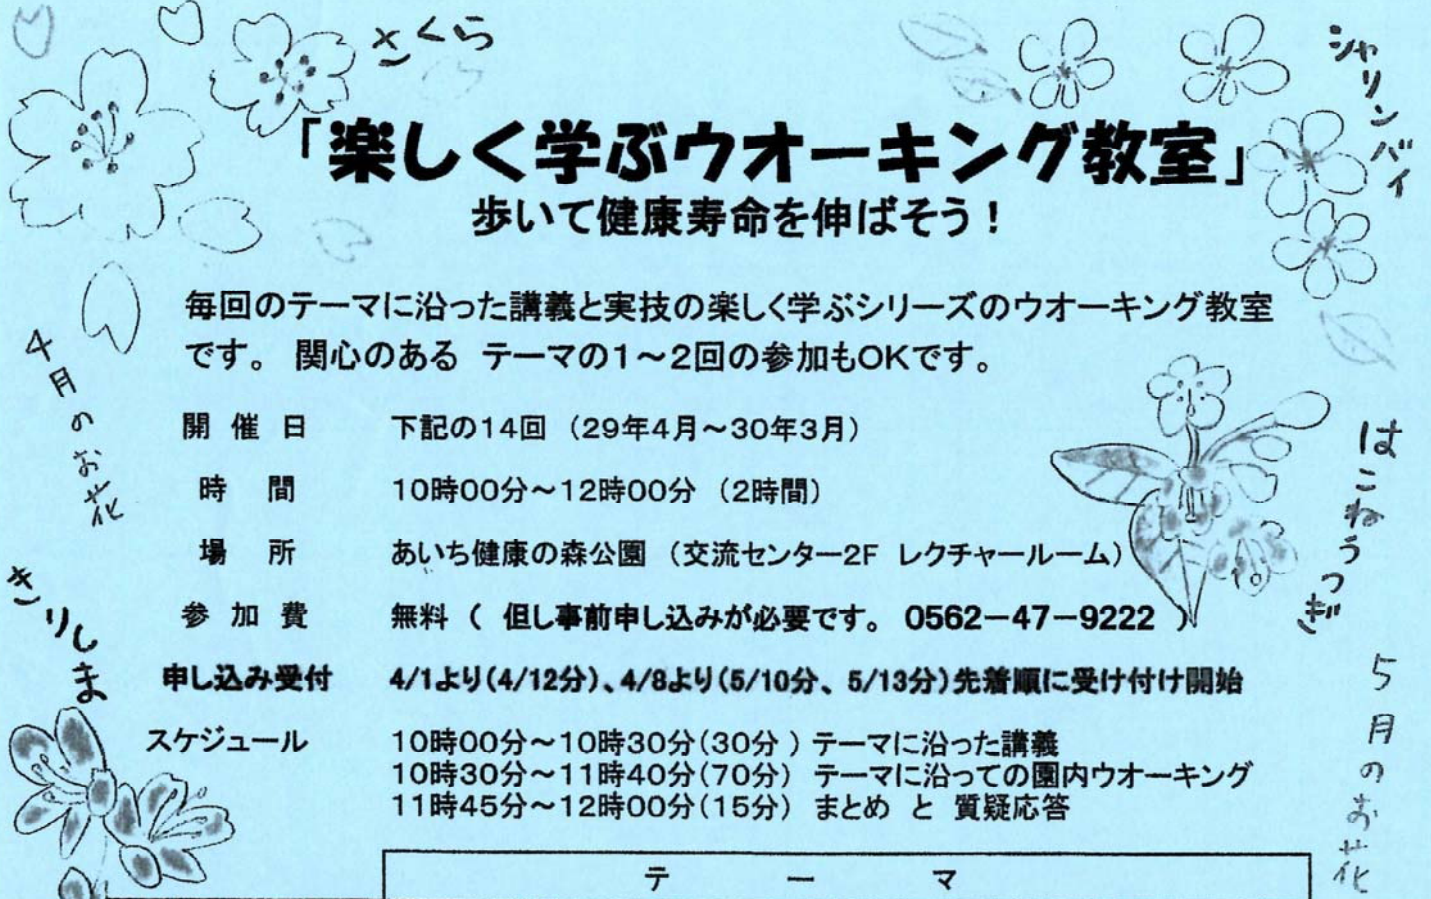 さくら
シャリンバイ
「楽しく学ぶウオーキング教室」
歩いて健康寿命を伸ばそう！
毎回のテーマに沿った講義と実技の楽しく学ぶシリーズのウオーキング教室
です。 関心のある テーマの１～２回の参加もOKです。
4月のお花
開 催 日 下記の14回 （29年4月～30年3月）
はこねうつぎ
時 間 10時00分～12時00分 （2時間）
場 所 あいち健康の森公園 （交流センター2F レクチャールーム）
きりしま
参 加 費 無料 （ 但し事前申し込みが必要です。 0562－47－9222 ）
申し込み受付 4/1より（4/12分）、4/8より（5/10分、5/13分）先着順に受け付け開始
5月のお花
スケジュール 10時00分～10時30分（30分 ） テーマに沿った講義
10時30分～11時40分（70分） テーマに沿っての園内ウオーキング
11時45分～12時00分（15分） まとめ と 質疑応答
テ ー マ